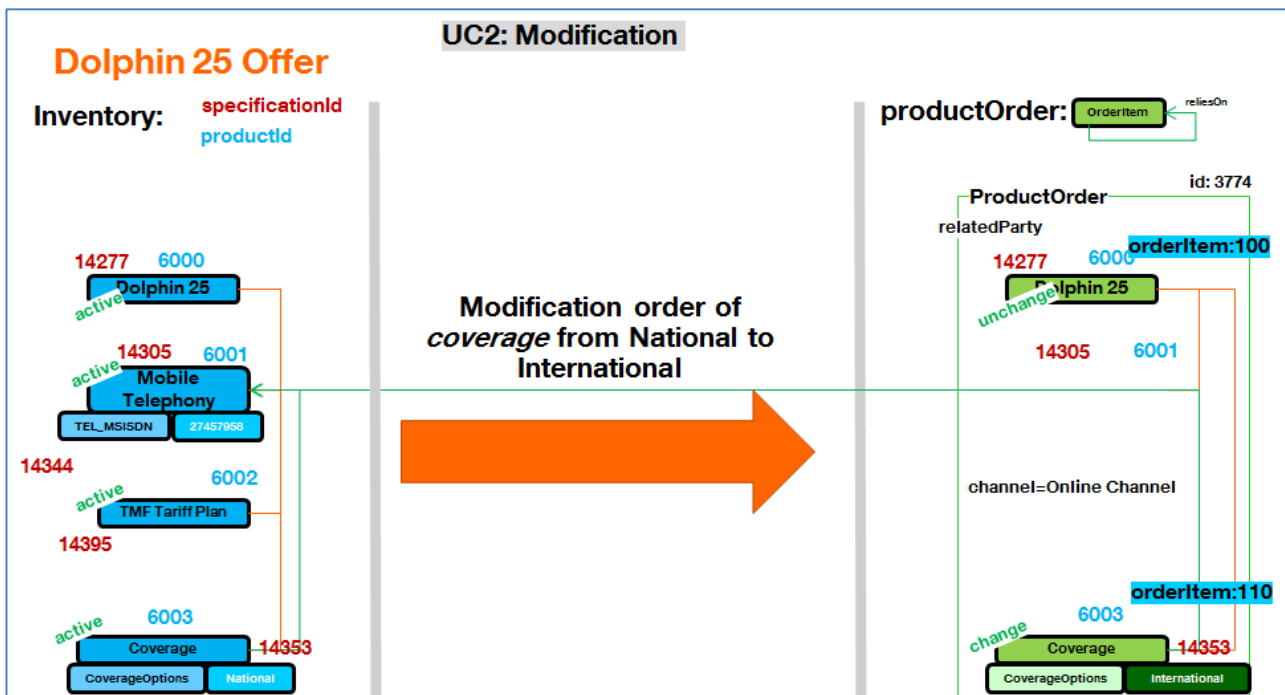 UC2: Modification
Dolphin 25 Offer
Inventory:
specificationId
productId
productOrder:
OrderItem
reliesOn
id: 3774
ProductOrder
relatedParty
orderItem:100
14277
6000
Dolphin 25
active
14305
6001
active
Mobile
Telephony
TEL_MSISDN
27457958
14344
6002
active
TMF Tariff Plan
14395
6003
active
Coverage
14353
CoverageOptions
National
Modification order of
coverage from National to
International
14277
6000
Dolphin 25
unchange
14305
6001
channel=Online Channel
orderItem:110
6003
change
Coverage
14353
CoverageOptions
International